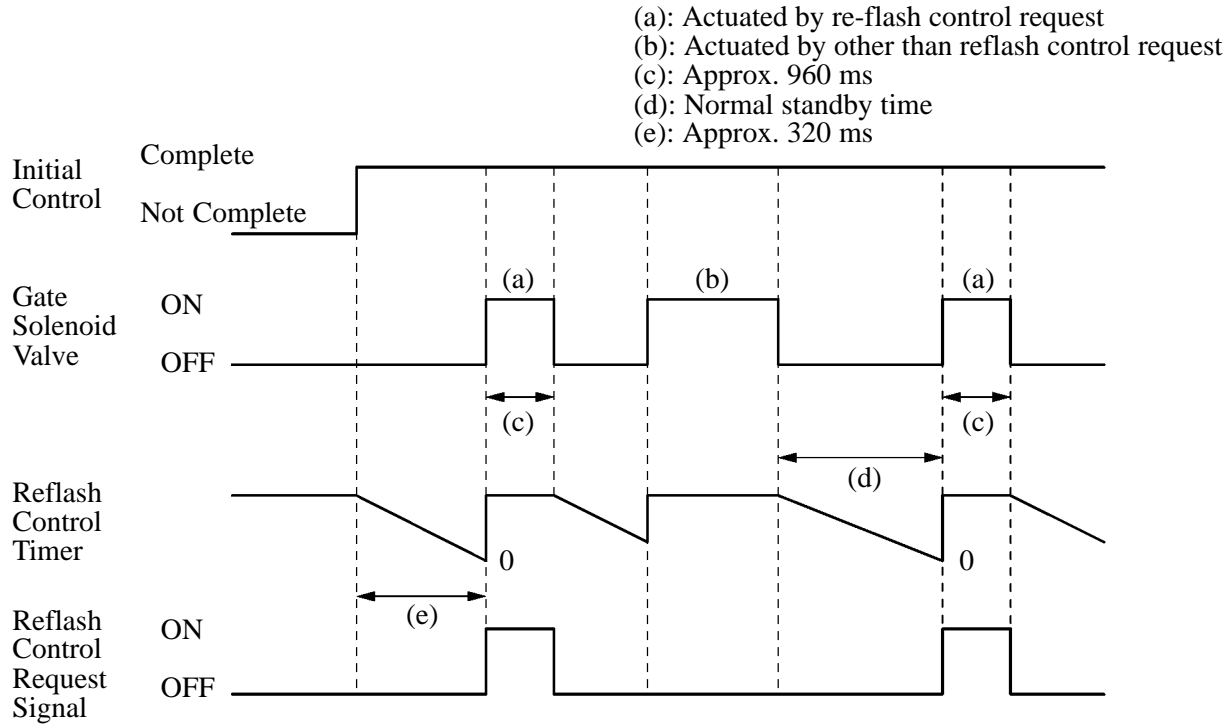 (a): Actuated by re-flash control request
(b): Actuated by other than reflash control request
(c): Approx. 960 ms
(d): Normal standby time
(e): Approx. 320 ms
Initial
Control
Complete
Not Complete
Gate
Solenoid
Valve
ON
OFF
(a)
(b)
(a)
(c)
(c)
(d)
Reflash
Control
Timer
0
0
(e)
Reflash
Control
Request
Signal
ON
OFF